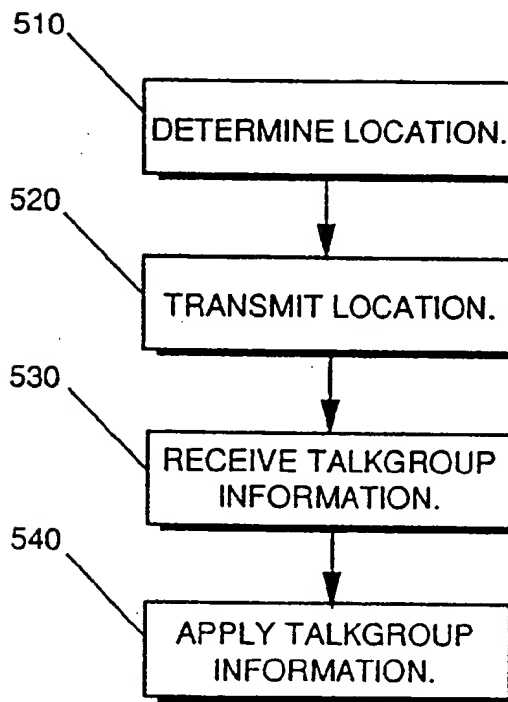 510
DETERMINE LOCATION.
520
TRANSMIT LOCATION.
530
RECEIVE TALKGROUP
INFORMATION.
540
APPLY TALKGROUP
INFORMATION.